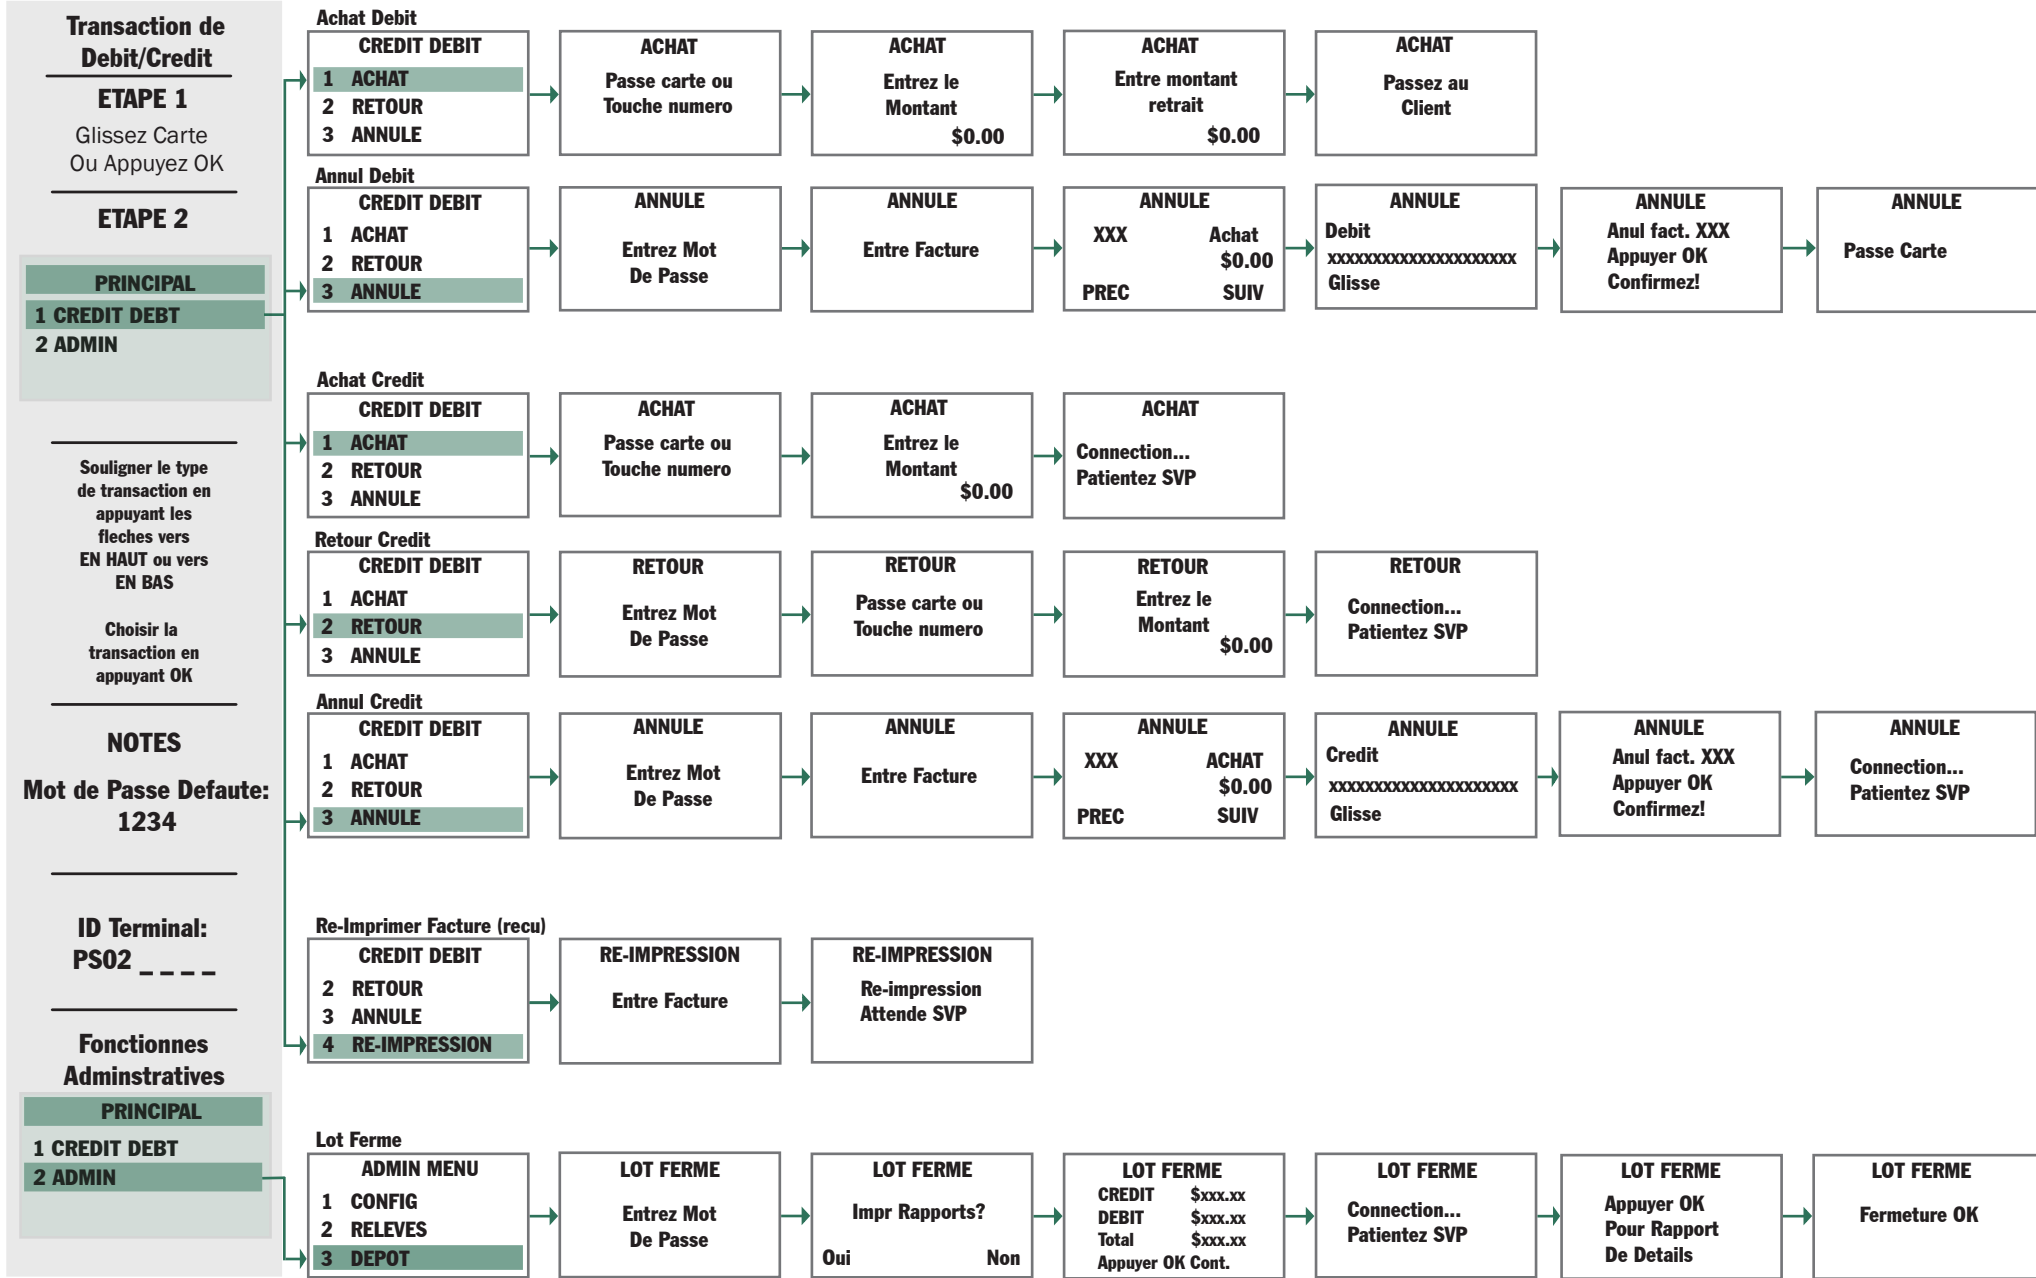 Transaction de
Debit/Credit
ETAPE 1
Glissez Carte
Ou Appuyez OK
ETAPE 2
PRINCIPAL
1 CREDIT DEBT
2 ADMIN
Souligner le type
de transaction en
appuyant les
fleches vers
EN HAUT ou vers
EN BAS
Choisir la
transaction en
appuyant OK
NOTES
Mot de Passe Defaute:
1234
ID Terminal:
PS02 _ _ _ _
Fonctionnes
Adminstratives
PRINCIPAL
1 CREDIT DEBT
2 ADMIN
Achat Debit
CREDIT DEBIT
1 ACHAT
2 RETOUR
3 ANNULE
ACHAT
Passe carte ou
Touche numero
ACHAT
Entrez le
Montant
$0.00
ACHAT
Entre montant
retrait
$0.00
ACHAT
Passez au
Client
Annul Debit
CREDIT DEBIT
1 ACHAT
2 RETOUR
3 ANNULE
ANNULE
Entrez Mot
De Passe
ANNULE
Entre Facture
ANNULE
XXX Achat
$0.00
PREC SUIV
ANNULE
Debit
xxxxxxxxxxxxxxxxxxxxx
Glisse
ANNULE
Anul fact. XXX
Appuyer OK
Confirmez!
ANNULE
Passe Carte
Achat Credit
CREDIT DEBIT
1 ACHAT
2 RETOUR
3 ANNULE
ACHAT
Passe carte ou
Touche numero
ACHAT
Entrez le
Montant
$0.00
ACHAT
Connection...
Patientez SVP
Retour Credit
CREDIT DEBIT
1 ACHAT
2 RETOUR
3 ANNULE
RETOUR
Entrez Mot
De Passe
RETOUR
Passe carte ou
Touche numero
RETOUR
Entrez le
Montant
$0.00
RETOUR
Connection...
Patientez SVP
Annul Credit
CREDIT DEBIT
1 ACHAT
2 RETOUR
3 ANNULE
ANNULE
Entrez Mot
De Passe
ANNULE
Entre Facture
ANNULE
XXX ACHAT
$0.00
PREC SUIV
ANNULE
Credit
xxxxxxxxxxxxxxxxxxxxx
Glisse
ANNULE
Anul fact. XXX
Appuyer OK
Confirmez!
ANNULE
Connection...
Patientez SVP
Re-Imprimer Facture (recu)
CREDIT DEBIT
2 RETOUR
3 ANNULE
4 RE-IMPRESSION
RE-IMPRESSION
Entre Facture
RE-IMPRESSION
Re-impression
Attende SVP
Lot Ferme
ADMIN MENU
1 CONFIG
2 RELEVES
3 DEPOT
LOT FERME
Entrez Mot
De Passe
LOT FERME
Impr Rapports?
Oui Non
LOT FERME
CREDIT $xxx.xx
DEBIT $xxx.xx
Total $xxx.xx
Appuyer OK Cont.
LOT FERME
Connection...
Patientez SVP
LOT FERME
Appuyer OK
Pour Rapport
De Details
LOT FERME
Fermeture OK